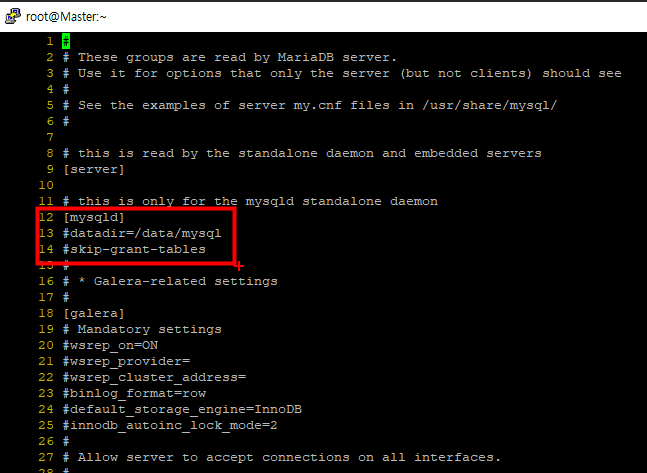 root@Master:~
1 #
2 # These groups are read by MariaDB server.
3 # Use it for options that only the server (but not clients) should see
4 #
5 # See the examples of server my.cnf files in /usr/share/mysql/
6 #
7
8 # this is read by the standalone daemon and embedded servers
9 [server]
10
11 # this is only for the mysqld standalone daemon
12 [mysqld]
13 #datadir=/data/mysql
14 #skip-grant-tables
15 #
16 # * Galera-related settings
17 #
18 [galera]
19 # Mandatory settings
20 #wsrep_on=ON
21 #wsrep_provider=
22 #wsrep_cluster_address=
23 #binlog_format=row
24 #default_storage_engine=InnoDB
25 #innodb_autoinc_lock_mode=2
26 #
27 # Allow server to accept connections on all interfaces.
28 #